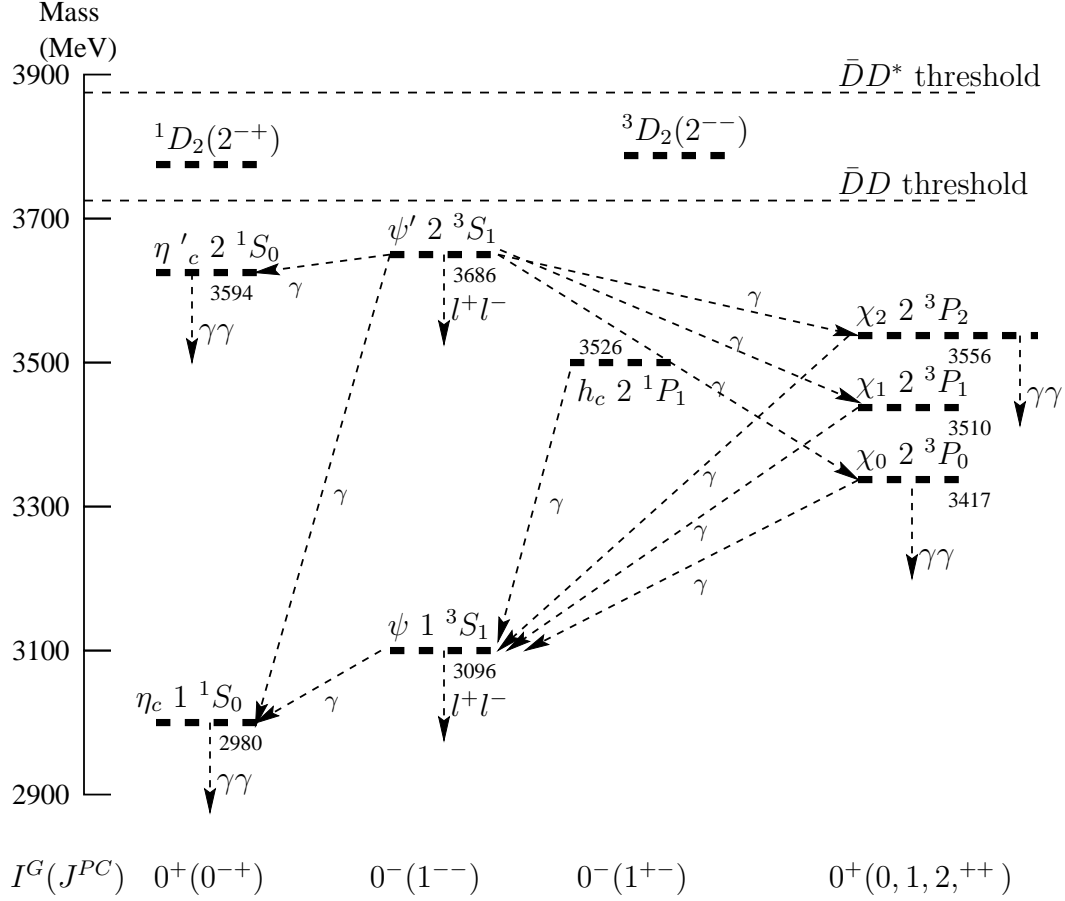 Mass
(MeV)
3900
D̄D* threshold
¹D₂(2⁻⁺)
³D₂(2⁻⁻)
D̄D threshold
3700
η ′c 2 ¹S₀
ψ′ 2 ³S₁
3594
3686
γ
γ
l⁺l⁻
γγ
χ₂ 2 ³P₂
3556
γ
3526
3500
hc 2 ¹P₁
γ
χ₁ 2 ³P₁
γγ
3510
χ₀ 2 ³P₀
3417
γ
γ
γ
3300
γ
γγ
γ
ψ 1 ³S₁
3100
3096
ηc 1 ¹S₀
γ
l⁺l⁻
2980
γγ
2900
I^G(J^PC) 0⁺(0⁻⁺) 0⁻(1⁻⁻) 0⁻(1⁺⁻) 0⁺(0, 1, 2,⁺⁺)